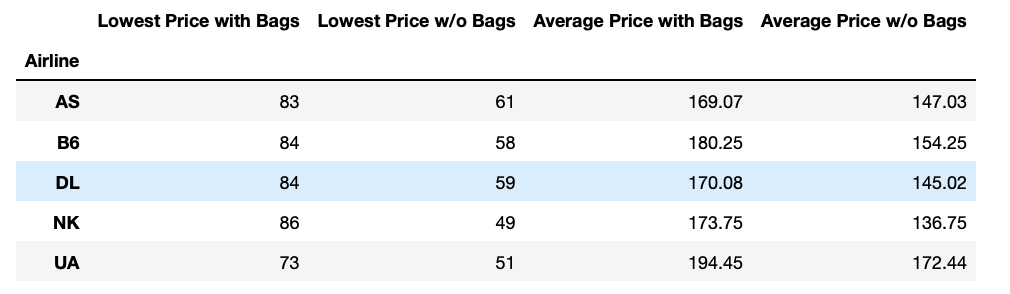 Lowest Price with Bags Lowest Price w/o Bags Average Price with Bags Average Price w/o Bags
Airline
AS 83 61 169.07 147.03
B6 84 58 180.25 154.25
DL 84 59 170.08 145.02
NK 86 49 173.75 136.75
UA 73 51 194.45 172.44